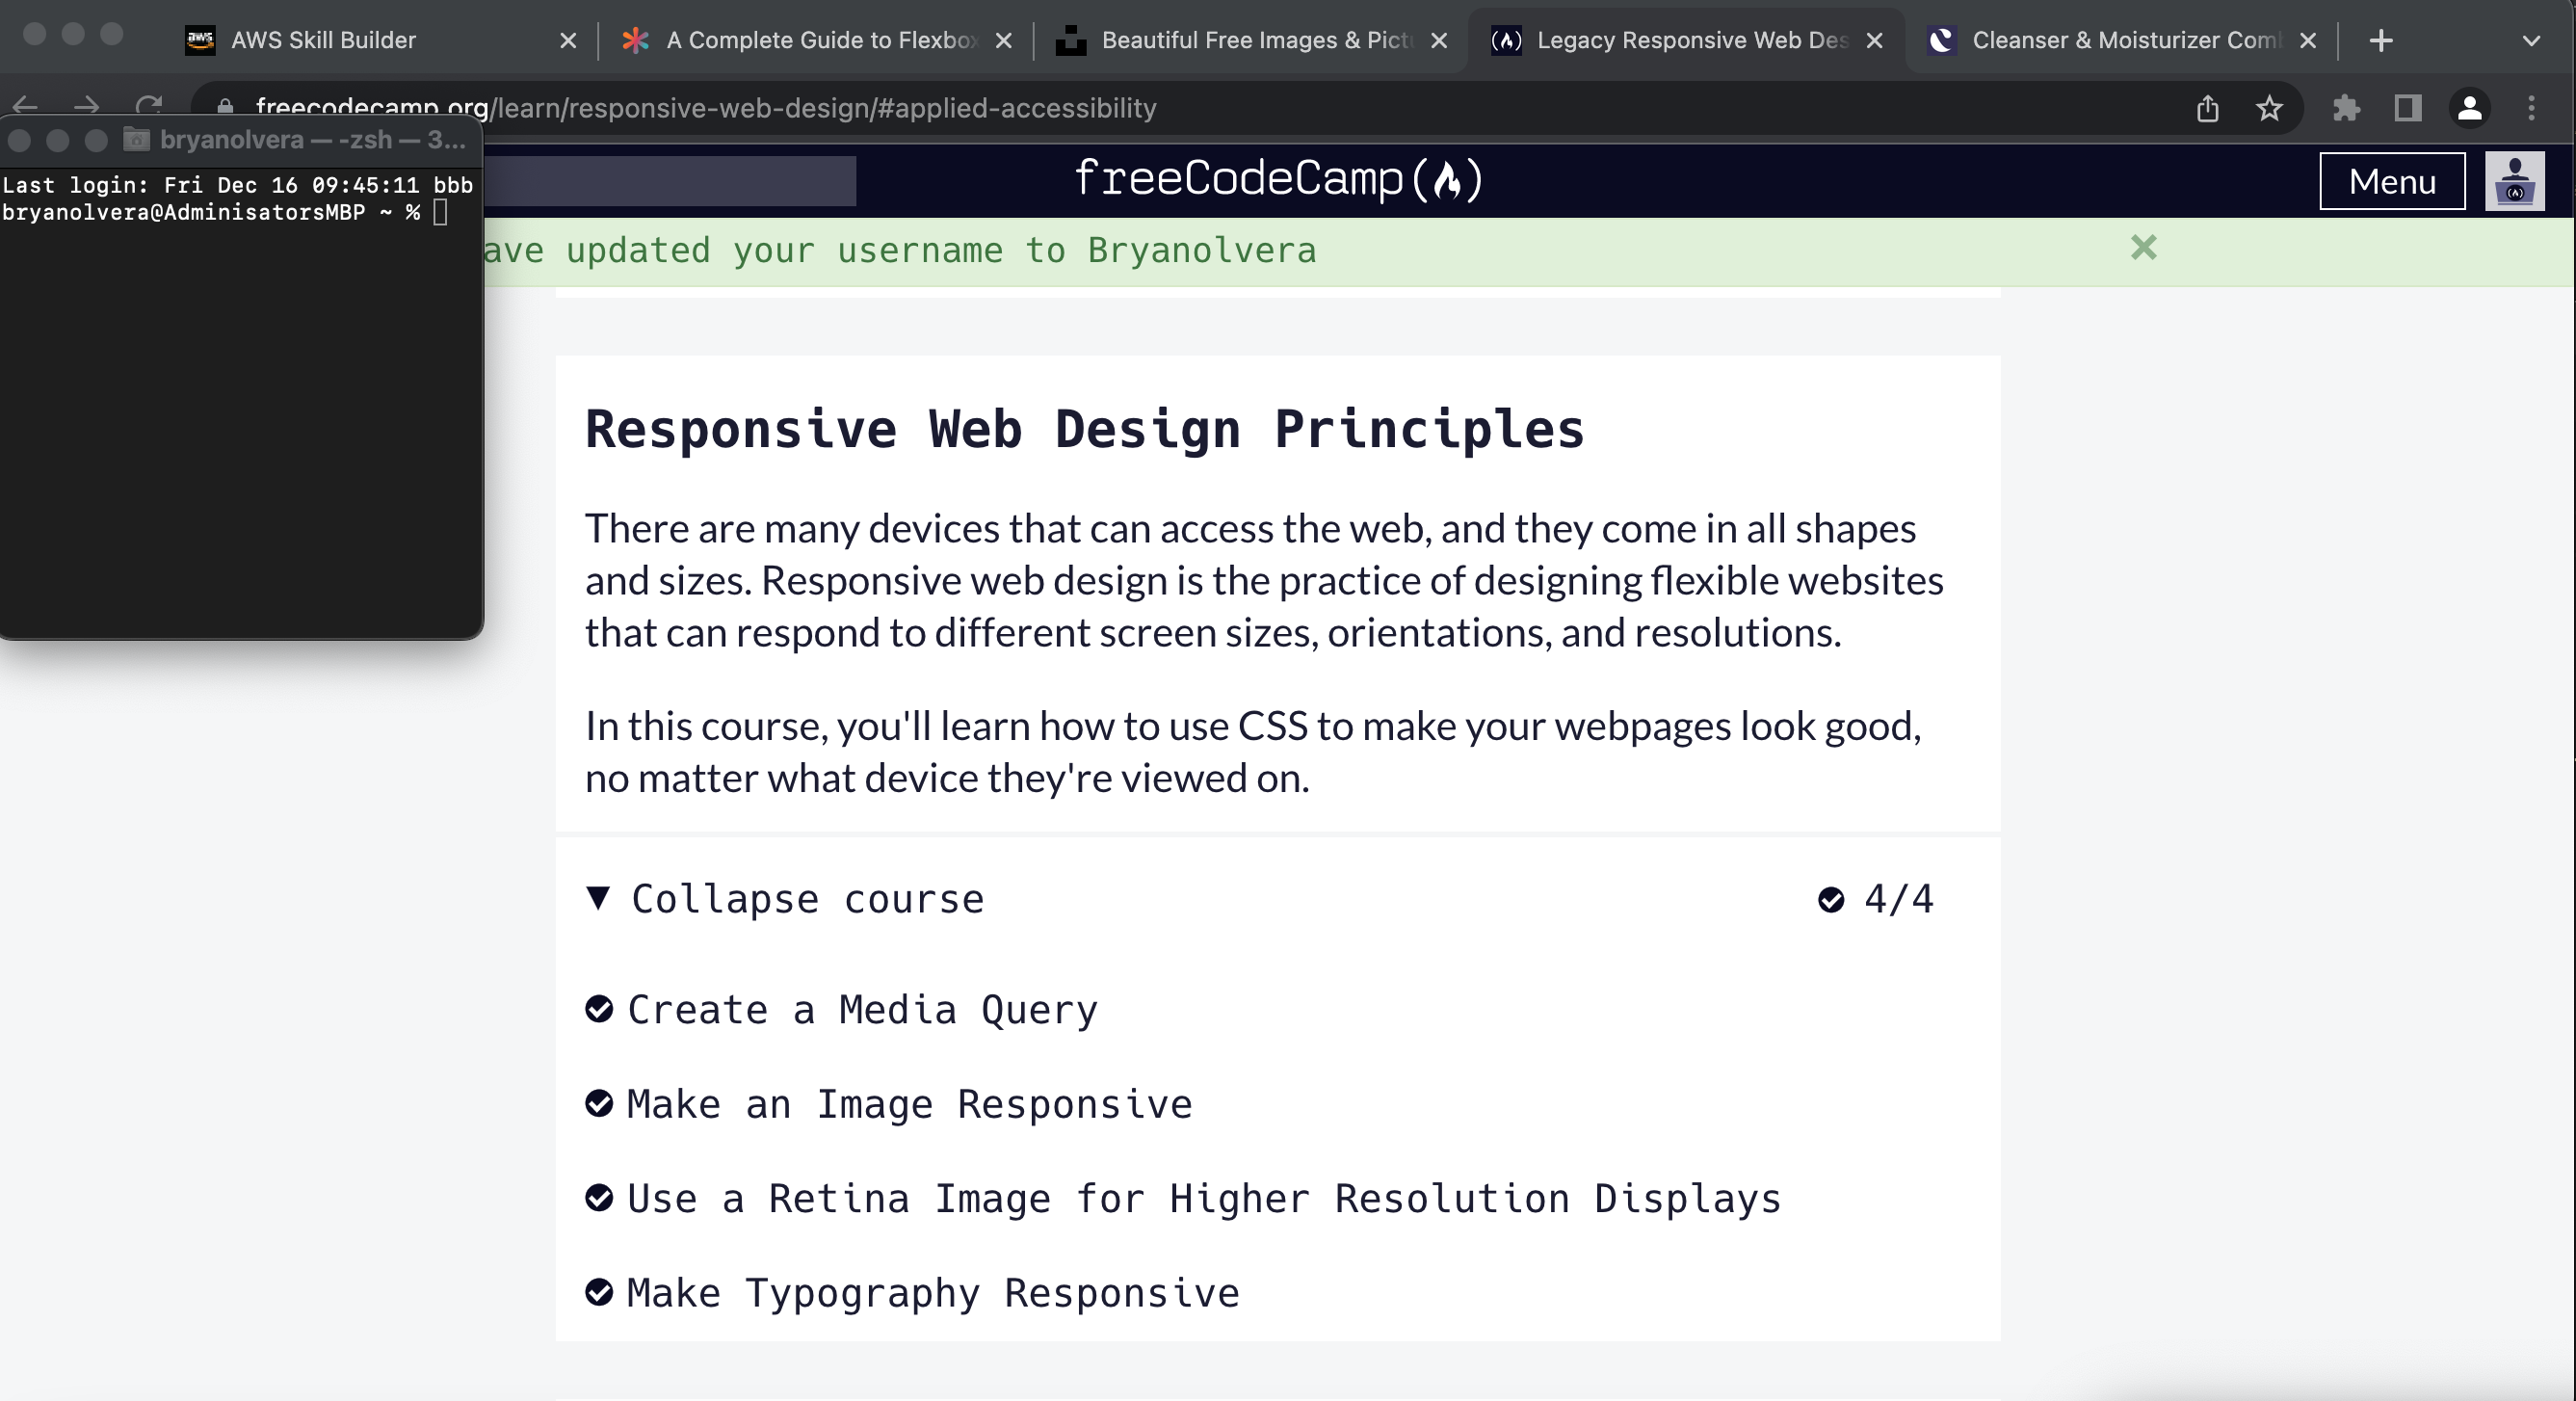 AWS Skill Builder
A Complete Guide to Flexbox
Beautiful Free Images & Pictu
Legacy Responsive Web Des
Cleanser & Moisturizer Com
freecodecamp.org/learn/responsive-web-design/#applied-accessibility
bryanolvera — -zsh — 3...
Last login: Fri Dec 16 09:45:11 bbb
bryanolvera@AdminisatorsMBP ~ %
freeCodeCamp
Menu
ave updated your username to Bryanolvera
Responsive Web Design Principles
There are many devices that can access the web, and they come in all shapes
and sizes. Responsive web design is the practice of designing flexible websites
that can respond to different screen sizes, orientations, and resolutions.
In this course, you'll learn how to use CSS to make your webpages look good,
no matter what device they're viewed on.
Collapse course
4/4
Create a Media Query
Make an Image Responsive
Use a Retina Image for Higher Resolution Displays
Make Typography Responsive